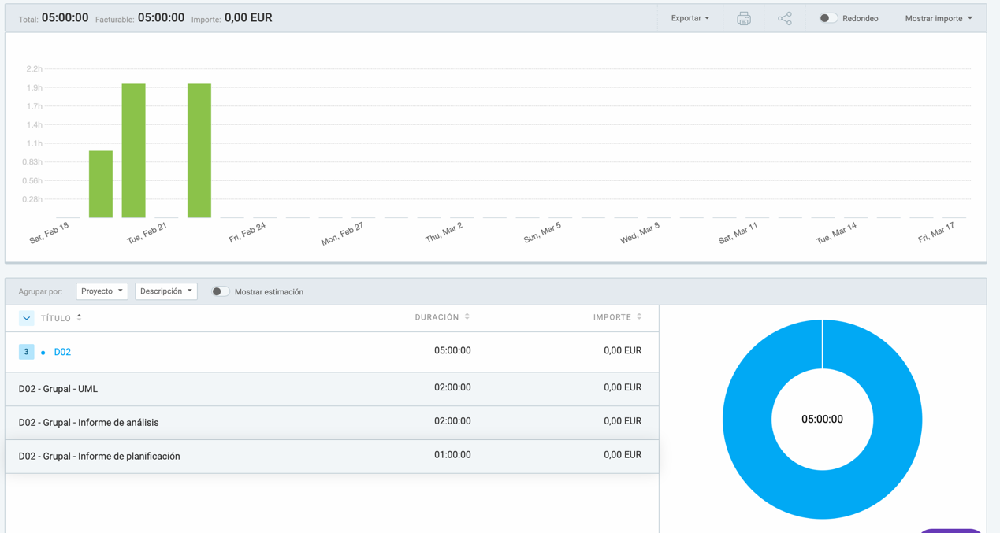 Total: 05:00:00 Facturable: 05:00:00 Importe: 0,00 EUR Exportar Redondeo Mostrar importe
2.2h
1.9h
1.7h
1.4h
1.1h
0.83h
0.56h
0.28h
Sat, Feb 18 Tue, Feb 21 Fri, Feb 24 Mon, Feb 27 Thu, Mar 2 Sun, Mar 5 Wed, Mar 8 Sat, Mar 11 Tue, Mar 14 Fri, Mar 17
Agrupar por: Proyecto Descripción Mostrar estimación
TÍTULO DURACIÓN IMPORTE
3 D02 05:00:00 0,00 EUR
D02 - Grupal - UML 02:00:00 0,00 EUR
D02 - Grupal - Informe de análisis 02:00:00 0,00 EUR
D02 - Grupal - Informe de planificación 01:00:00 0,00 EUR
05:00:00